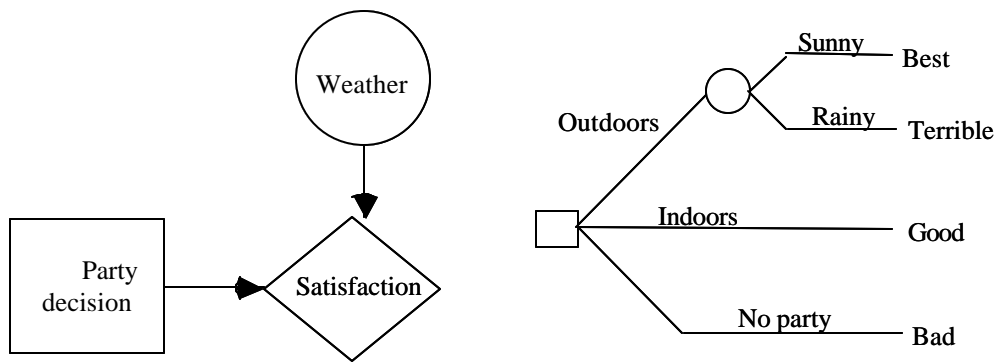 Weather
Party
decision
Satisfaction
Sunny
Best
Outdoors
Rainy
Terrible
Indoors
Good
No party
Bad